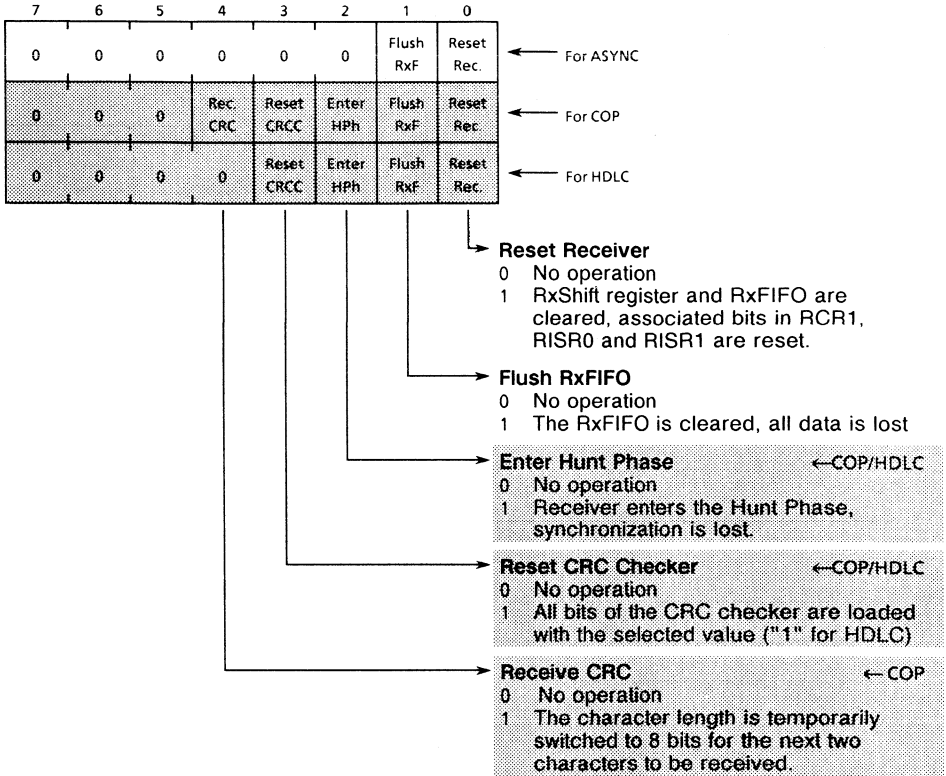 7 6 5 4 3 2 1 0
0 0 0 0 0 0 Flush RxF Reset Rec. For ASYNC
0 0 0 Rec. CRC Reset CRCC Enter HPh Flush RxF Reset Rec. For COP
0 0 0 0 Reset CRCC Enter HPh Flush RxF Reset Rec. For HDLC
Reset Receiver
0 No operation
1 RxShift register and RxFIFO are
cleared, associated bits in RCR1,
RISR0 and RISR1 are reset.
Flush RxFIFO
0 No operation
1 The RxFIFO is cleared, all data is lost
Enter Hunt Phase ←COP/HDLC
0 No operation
1 Receiver enters the Hunt Phase,
synchronization is lost.
Reset CRC Checker ←COP/HDLC
0 No operation
1 All bits of the CRC checker are loaded
with the selected value ("1" for HDLC)
Receive CRC ← COP
0 No operation
1 The character length is temporarily
switched to 8 bits for the next two
characters to be received.